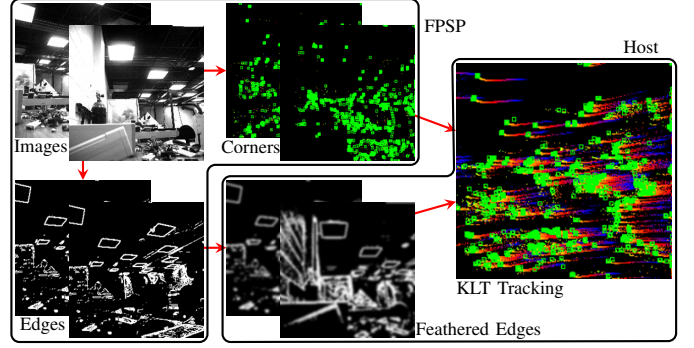 FPSP
Host
Images
Corners
KLT Tracking
Edges
Feathered Edges